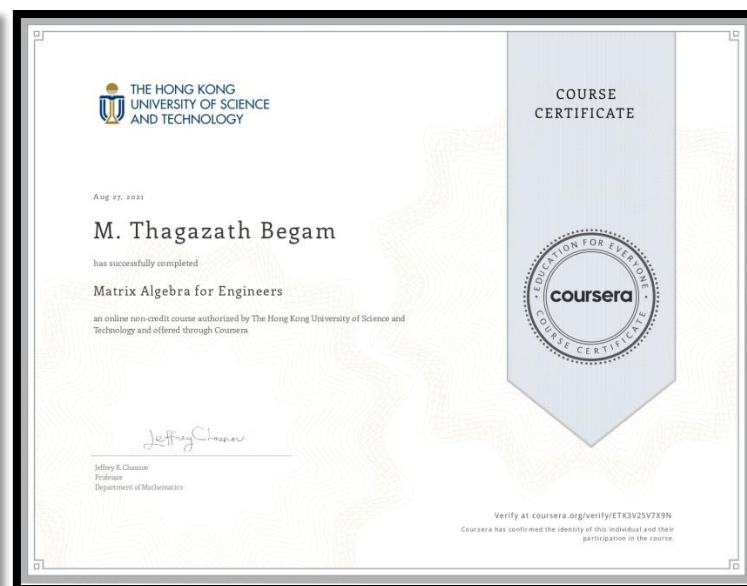 THE HONG KONG
UNIVERSITY OF SCIENCE
AND TECHNOLOGY
COURSE
CERTIFICATE
Aug 27, 2021
M. Thagazath Begam
has successfully completed
Matrix Algebra for Engineers
an online non-credit course authorized by The Hong Kong University of Science and
Technology and offered through Coursera
EDUCATION FOR EVERYONE
coursera
COURSE CERTIFICATE
Jeffrey Chasnov
Jeffrey R. Chasnov
Professor
Department of Mathematics
Verify at coursera.org/verify/ETK3V25V7X9N
Coursera has confirmed the identity of this individual and their
participation in the course.